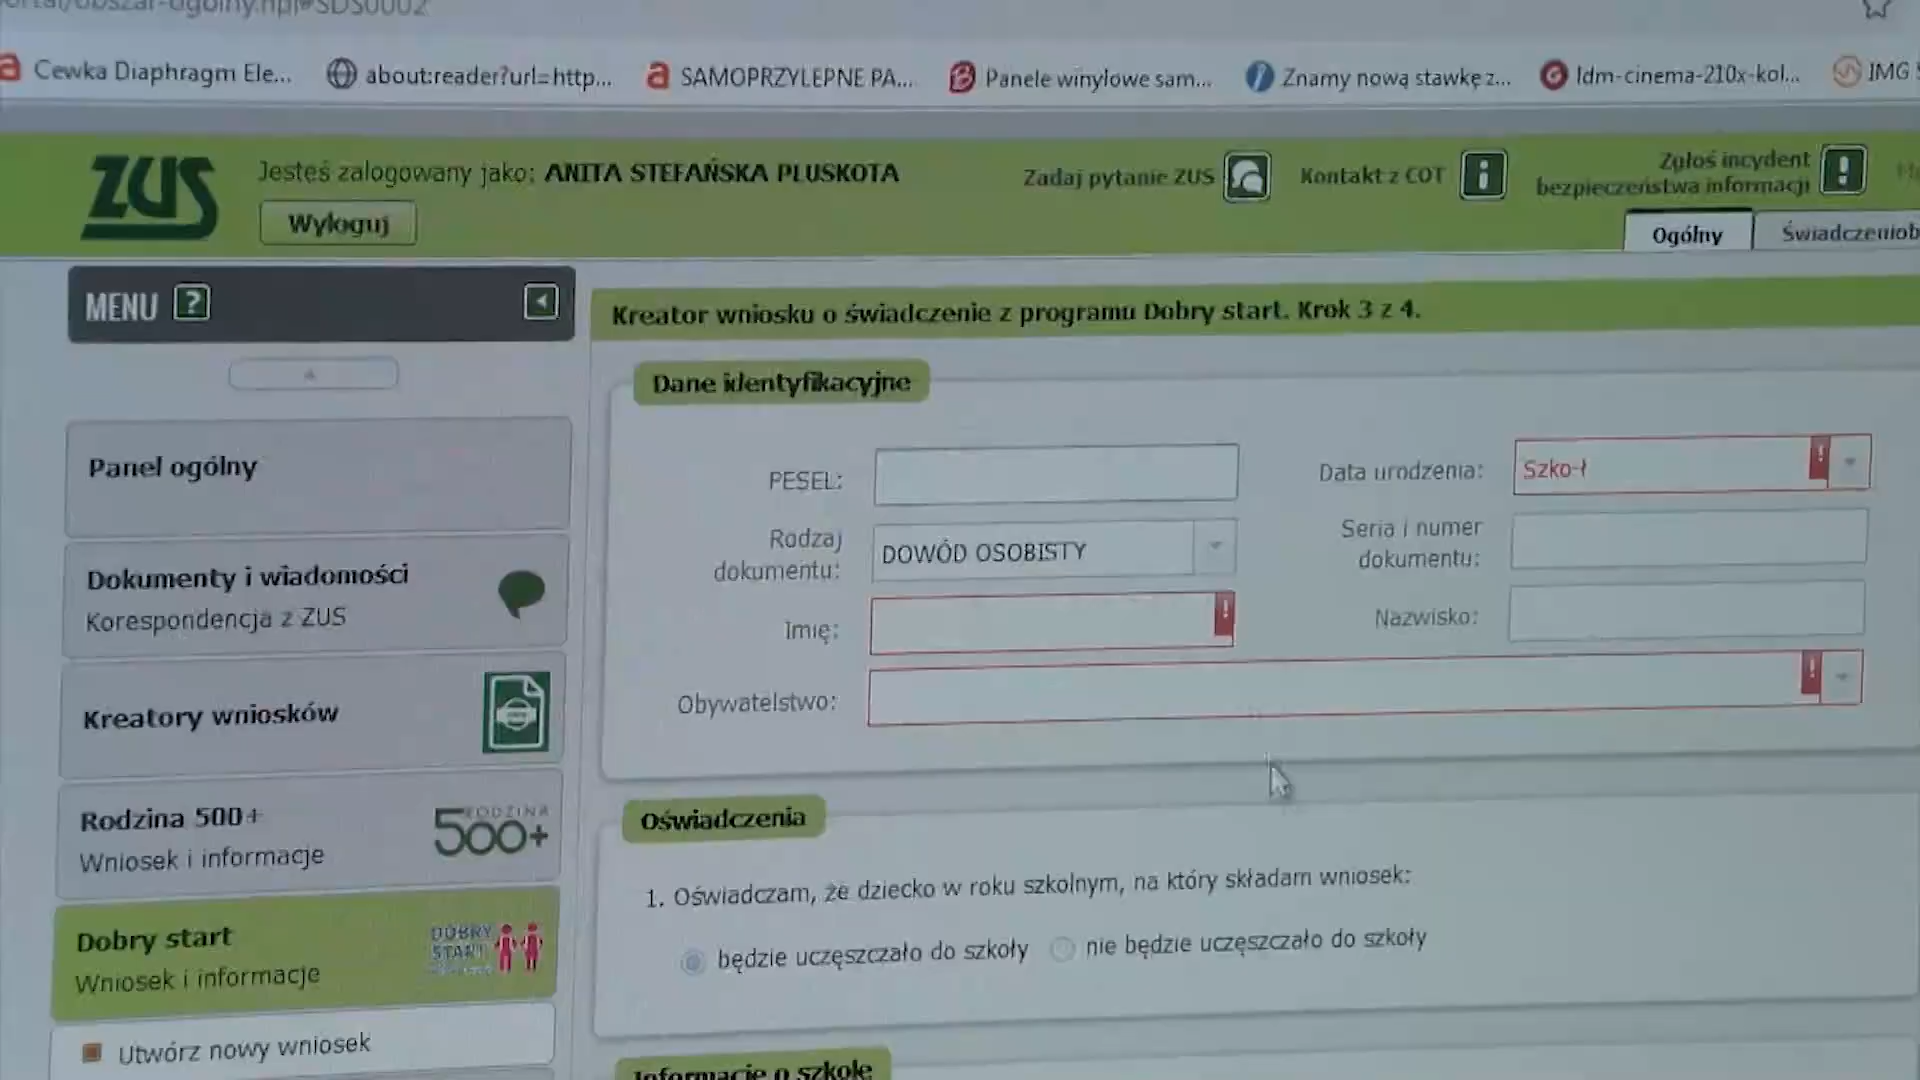 Cewka Diaphragm Ele...
about:reader?url=http...
SAMOPRZYLEPNE PA...
Panele winylowe sam...
Znamy nową stawkę z...
ldm-cinema-210x-kol...
IMG
ZUS
Jesteś zalogowany jako: ANITA STEFAŃSKA PLUSKOTA
Wyloguj
Zadaj pytanie ZUS
Kontakt z COT
Zgłoś incydent
bezpieczeństwa informacji
Ogólny
Świadczeniob
MENU ?
Kreator wniosku o świadczenie z programu Dobry start. Krok 3 z 4.
Dane identyfikacyjne
PESEL:
Data urodzenia: Szko-ł
Rodzaj
dokumentu:
DOWÓD OSOBISTY
Seria i numer
dokumentu:
Imię:
Nazwisko:
Obywatelstwo:
Panel ogólny
Dokumenty i wiadomości
Korespondencja z ZUS
Kreatory wniosków
Rodzina 500+
Wniosek i informacje
RODZINA
500+
Dobry start
Wniosek i informacje
DOBRY
START
Utwórz nowy wniosek
Oświadczenia
1. Oświadczam, że dziecko w roku szkolnym, na który składam wniosek:
będzie uczęszczało do szkoły
nie będzie uczęszczało do szkoły
Informacje o szkole